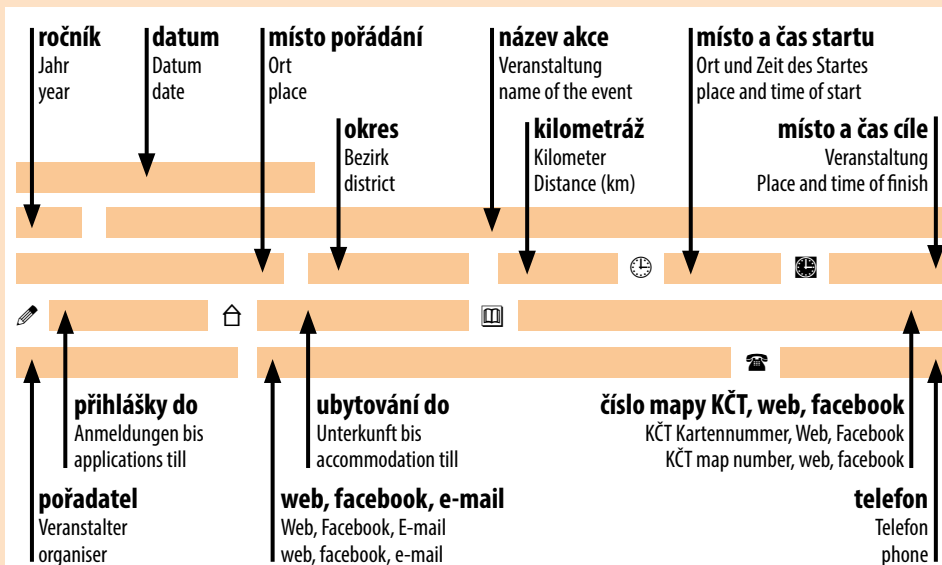 ročník
Jahr
year
datum
Datum
date
místo pořádání
Ort
place
název akce
Veranstaltung
name of the event
místo a čas startu
Ort und Zeit des Startes
place and time of start
okres
Bezirk
district
kilometráž
Kilometer
Distance (km)
místo a čas cíle
Veranstaltung
Place and time of finish
přihlášky do
Anmeldungen bis
applications till
ubytování do
Unterkunft bis
accommodation till
číslo mapy KČT, web, facebook
KČT Kartennummer, Web, Facebook
KČT map number, web, facebook
pořadatel
Veranstalter
organiser
web, facebook, e-mail
Web, Facebook, E-mail
web, facebook, e-mail
telefon
Telefon
phone